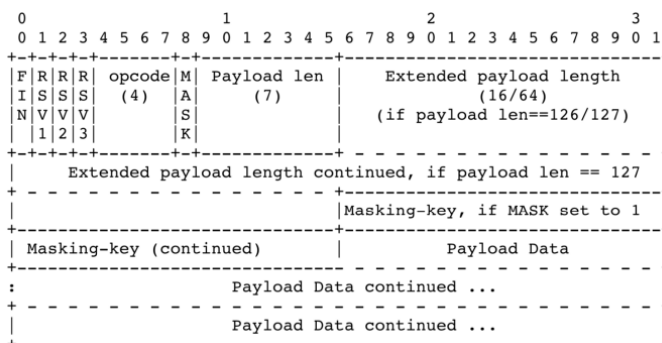 0 1 2 3
0 1 2 3 4 5 6 7 8 9 0 1 2 3 4 5 6 7 8 9 0 1 2 3 4 5 6 7 8 9 0 1
+-+-+-+-+-------+-+-------------+-------------------------------
|F|R|R|R| opcode|M| Payload len | Extended payload length
|I|S|S|S| (4) |A| (7) | (16/64)
|N|V|V|V| |S| | (if payload len==126/127)
| |1|2|3| |K| |
+-+-+-+-+-------+-+-------------+ - - - - - - - - - - - - - - -
| Extended payload length continued, if payload len == 127
+ - - - - - - - - - - - - - - - +-------------------------------
| |Masking-key, if MASK set to 1
+-------------------------------+-------------------------------
| Masking-key (continued) | Payload Data
+-------------------------------- - - - - - - - - - - - - - - -
: Payload Data continued ...
+ - - - - - - - - - - - - - - - - - - - - - - - - - - - - - - -
| Payload Data continued ...